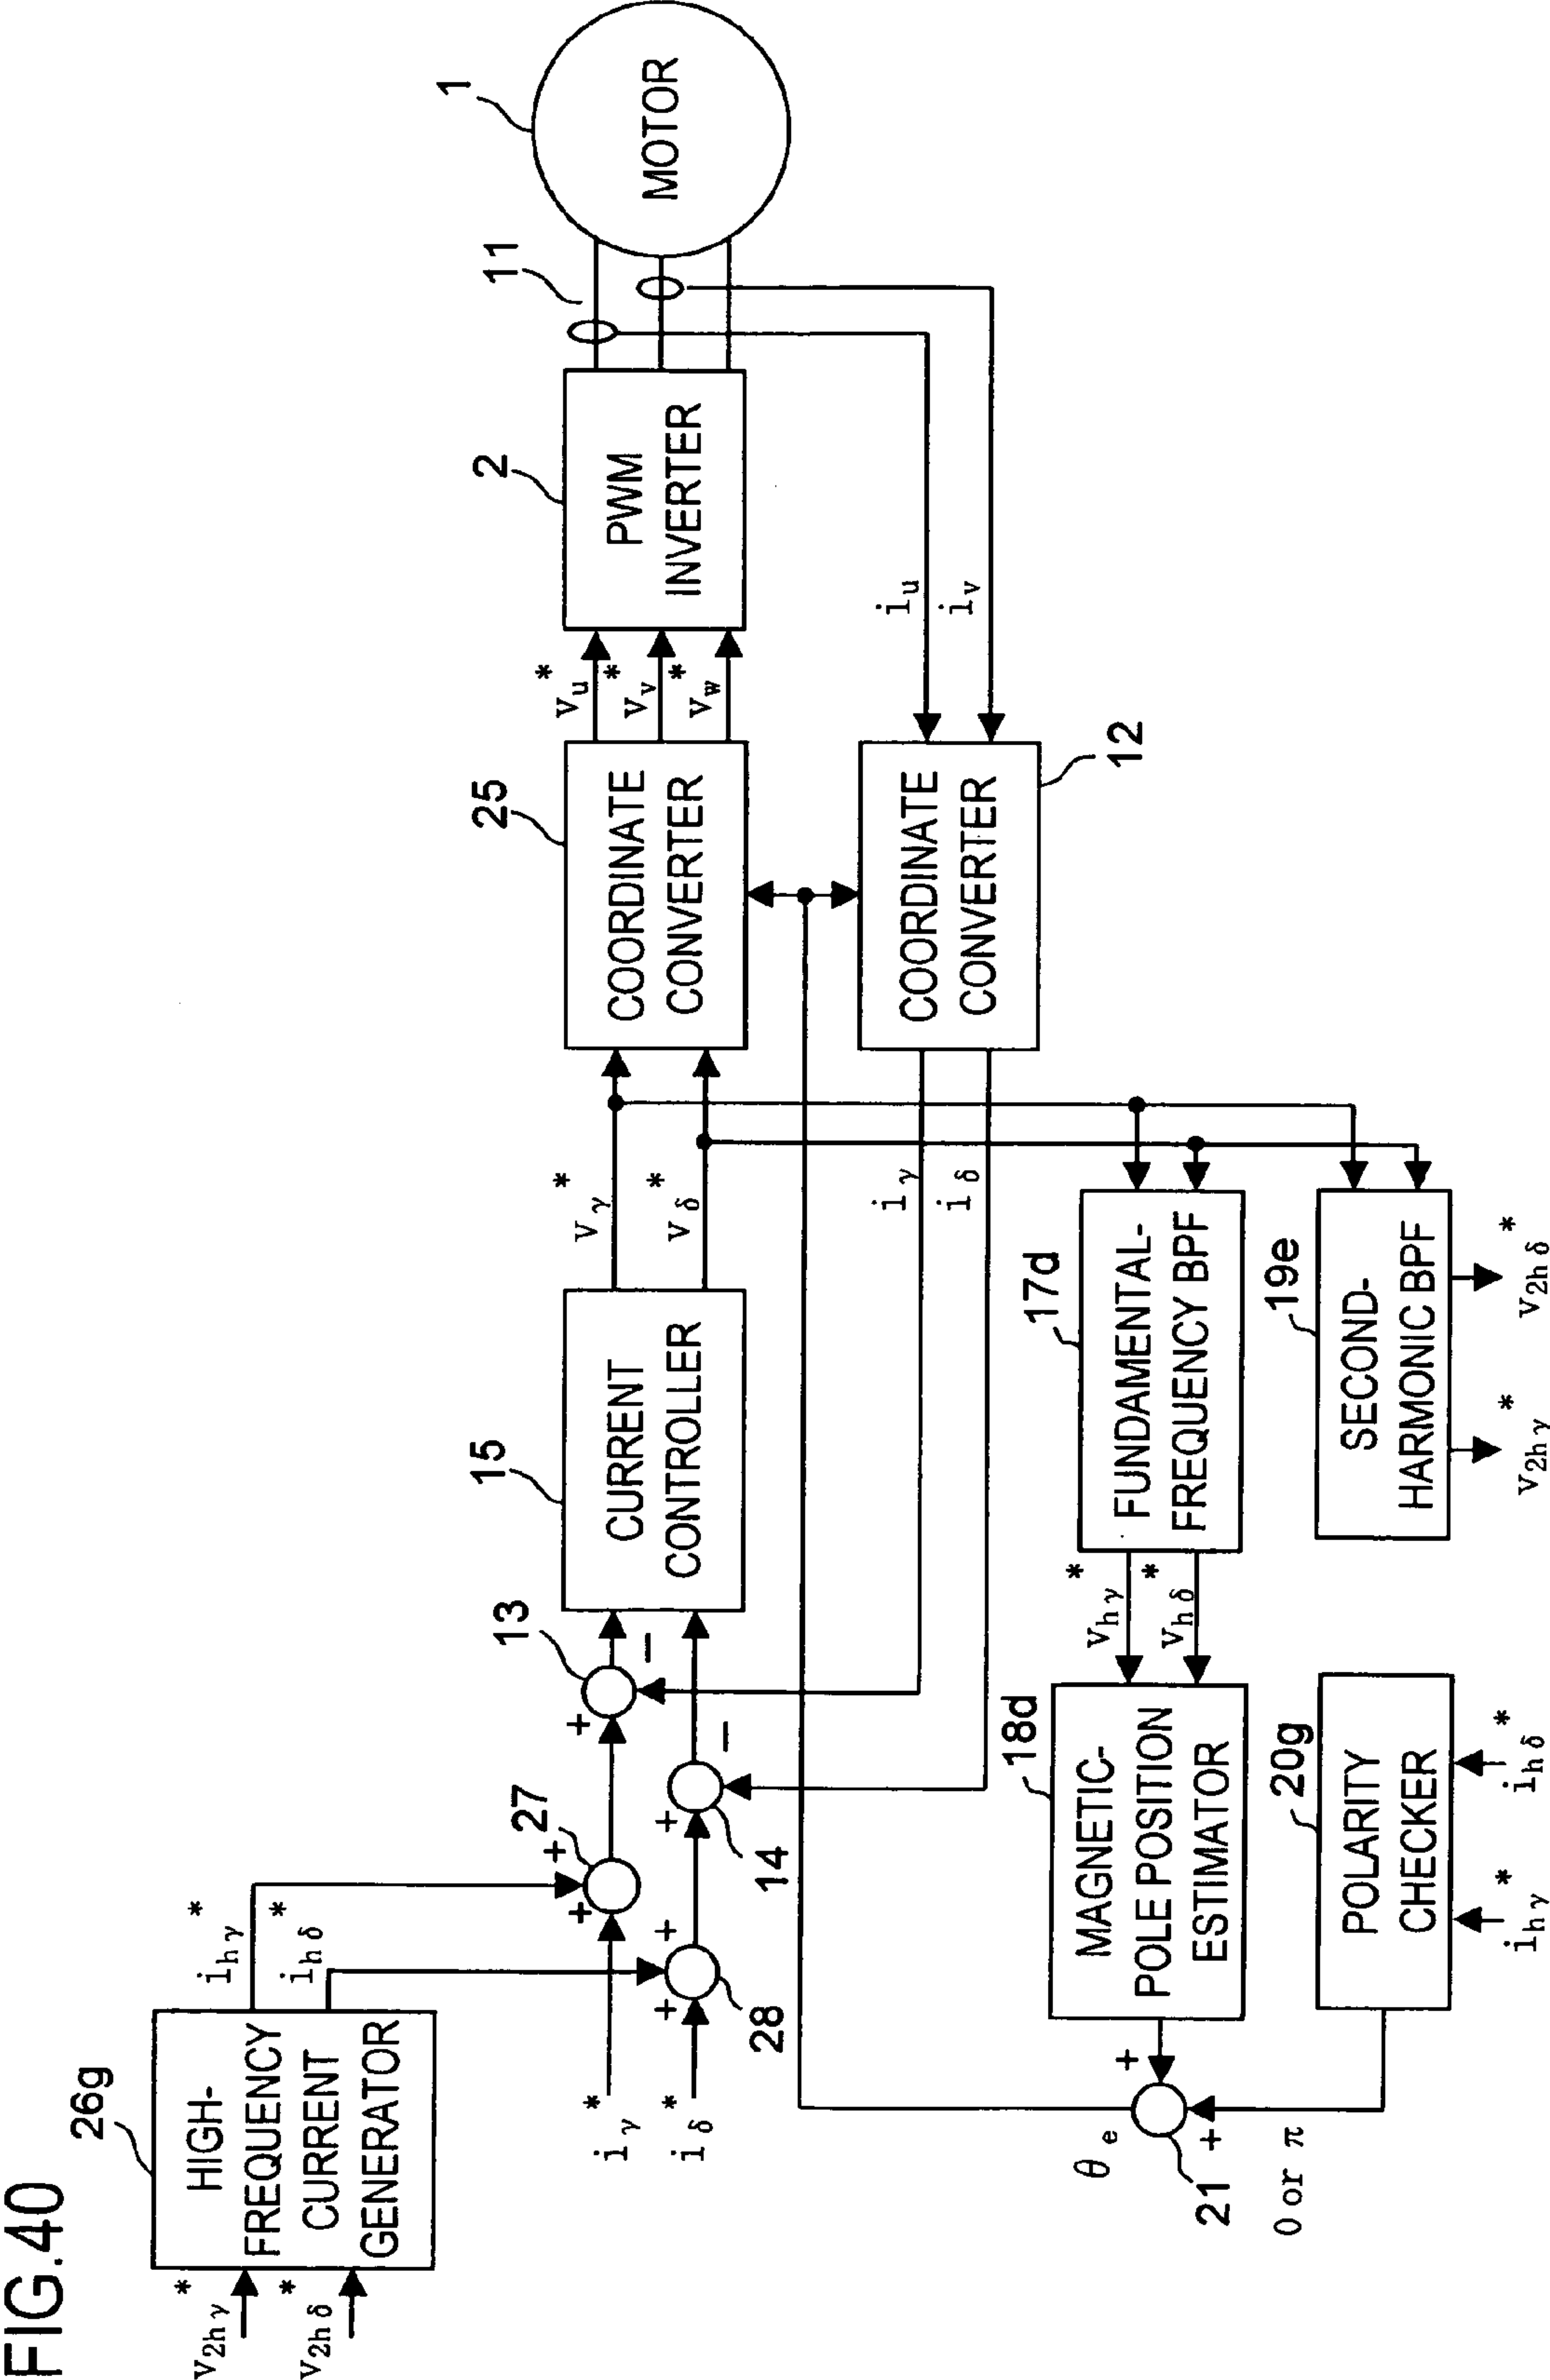 FIG.40
26g
HIGH-
FREQUENCY
CURRENT
GENERATOR
v2hγ*
v2hδ*
ihγ*
ihδ*
iγ*
iδ*
27
+
+
28
+
+
13
+
−
14
+
−
15
CURRENT
CONTROLLER
vγ*
vδ*
25
COORDINATE
CONVERTER
vu*
vv*
vw*
2
PWM
INVERTER
11
1
MOTOR
iu
iv
12
COORDINATE
CONVERTER
iγ
iδ
17d
FUNDAMENTAL-
FREQUENCY BPF
vhγ*
vhδ*
18d
MAGNETIC-
POLE POSITION
ESTIMATOR
19e
SECOND-
HARMONIC BPF
v2hγ*
v2hδ*
20g
POLARITY
CHECKER
ihγ*
ihδ*
θe
21
+
+
0 or π